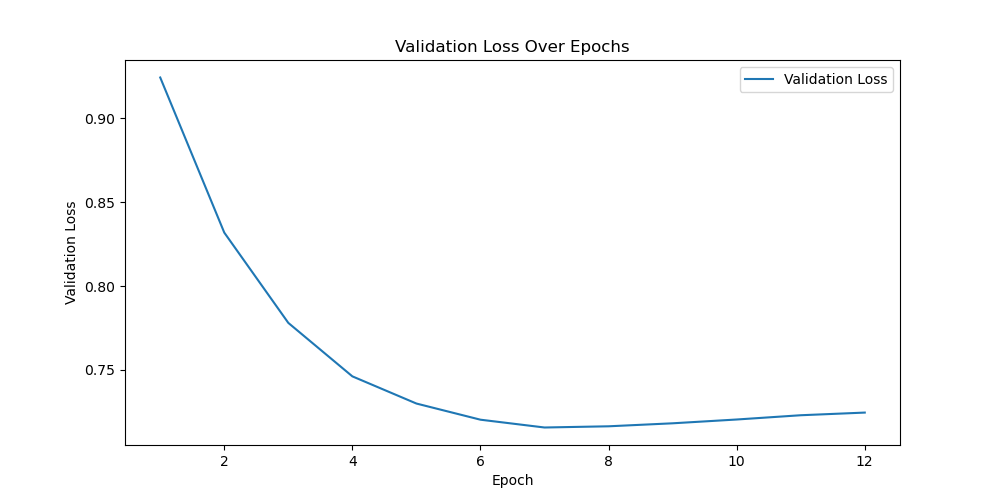 Validation Loss Over Epochs
Validation Loss
0.90
0.85
0.80
0.75
Validation Loss
2 4 6 8 10 12
Epoch